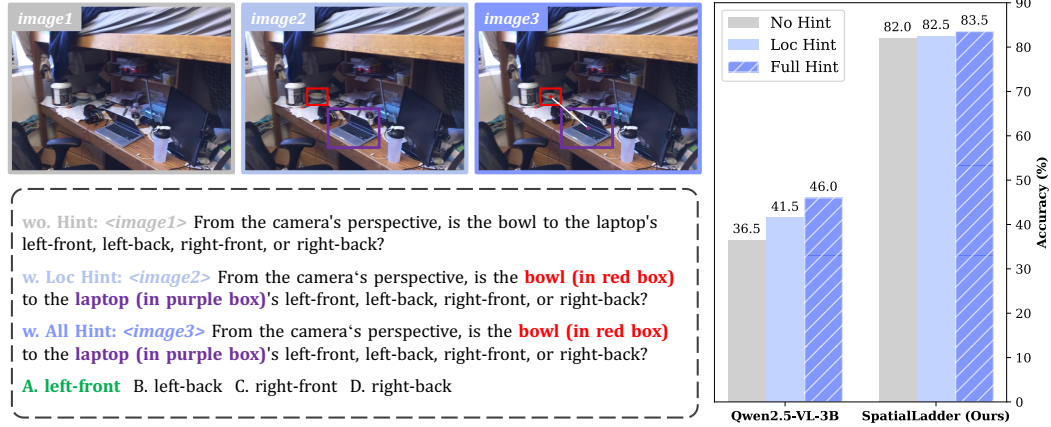 image1
image2
image3
wo. Hint: <image1> From the camera's perspective, is the bowl to the laptop's
left-front, left-back, right-front, or right-back?
w. Loc Hint: <image2> From the camera‘s perspective, is the bowl (in red box)
to the laptop (in purple box)'s left-front, left-back, right-front, or right-back?
w. All Hint: <image3> From the camera‘s perspective, is the bowl (in red box)
to the laptop (in purple box)'s left-front, left-back, right-front, or right-back?
A. left-front B. left-back C. right-front D. right-back
No Hint
Loc Hint
Full Hint
36.5
41.5
46.0
82.0
82.5
83.5
90
80
70
60
50
40
30
20
10
0
Accuracy (%)
Qwen2.5-VL-3B
SpatialLadder (Ours)